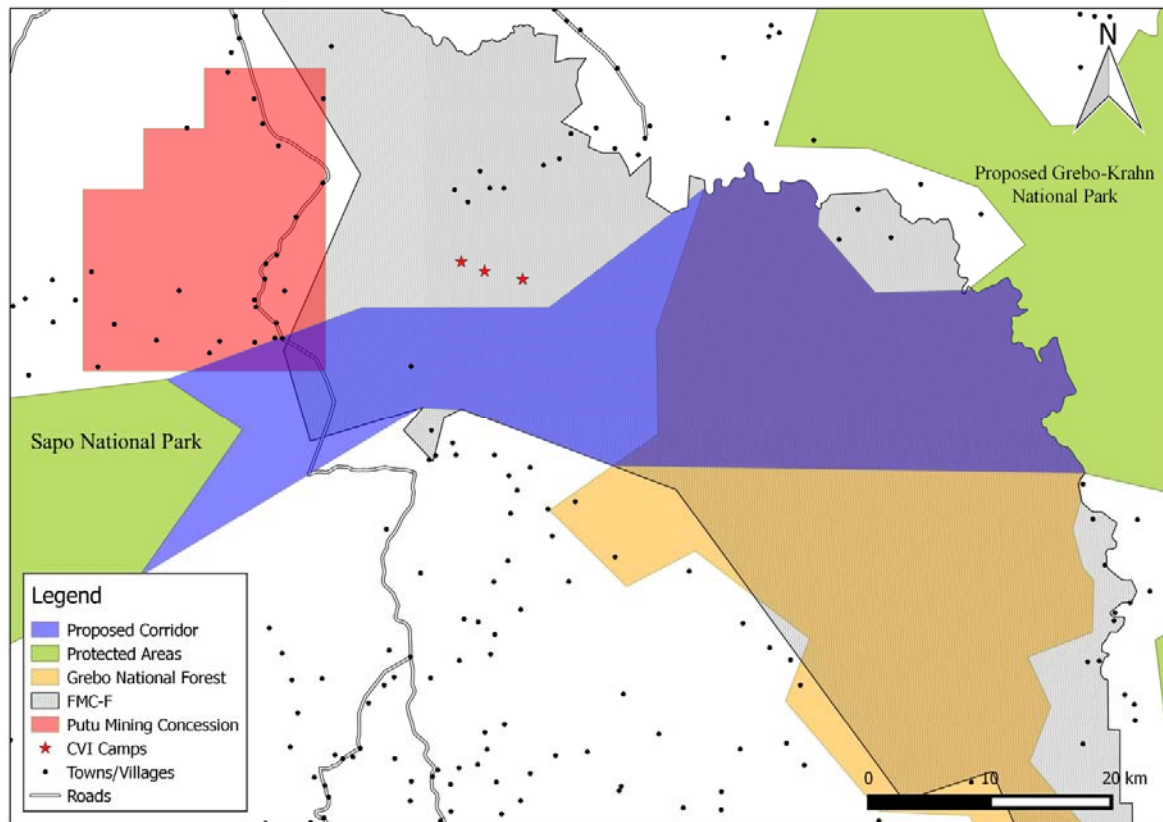 N
Proposed Grebo-Krahn
National Park
Sapo National Park
Legend
Proposed Corridor
Protected Areas
Grebo National Forest
FMC-F
Putu Mining Concession
CVI Camps
Towns/Villages
Roads
0 10 20 km